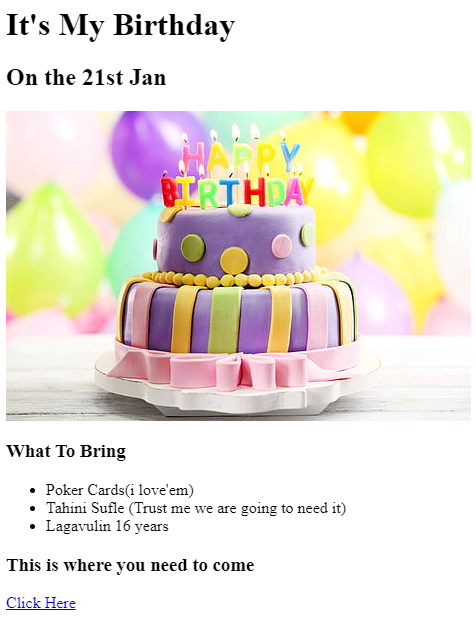 It's My Birthday
On the 21st Jan
HAPPY
BIRTHDAY
What To Bring
Poker Cards(i love'em)
Tahini Sufle (Trust me we are going to need it)
Lagavulin 16 years
This is where you need to come
Click Here